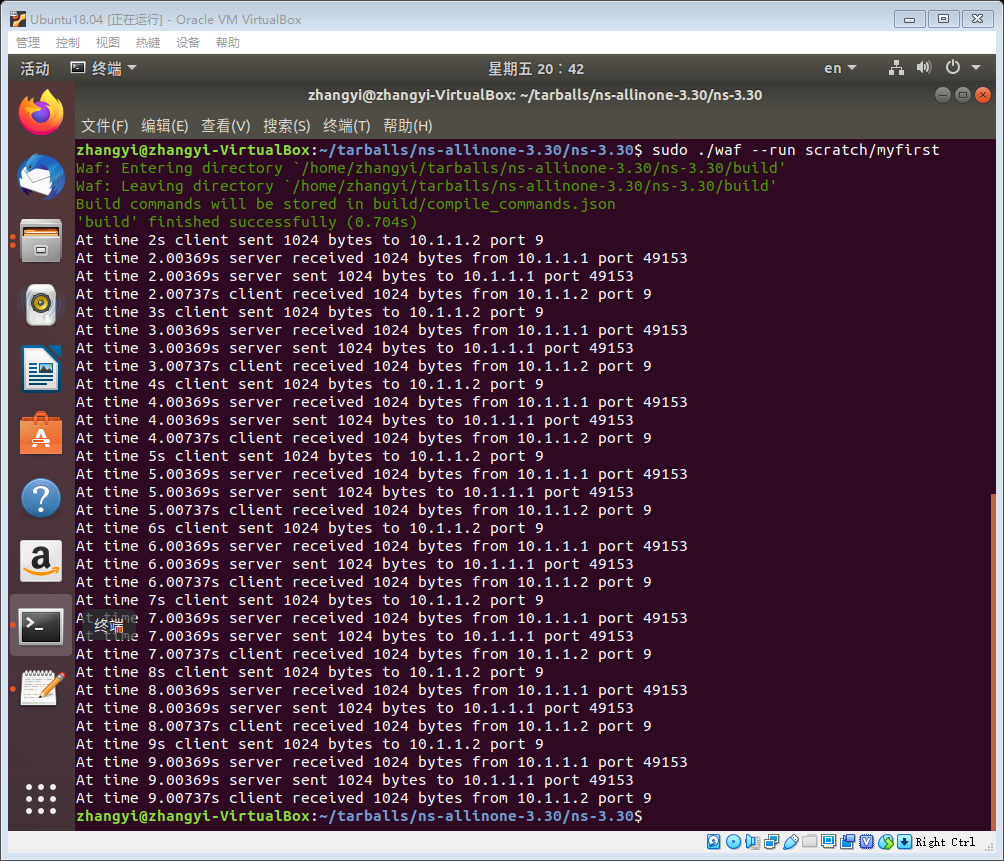 Ubuntu18.04 [正在运行] - Oracle VM VirtualBox
管理 控制 视图 热键 设备 帮助
活动 终端 星期五 20：42 en
zhangyi@zhangyi-VirtualBox: ~/tarballs/ns-allinone-3.30/ns-3.30
文件(F) 编辑(E) 查看(V) 搜索(S) 终端(T) 帮助(H)
zhangyi@zhangyi-VirtualBox:~/tarballs/ns-allinone-3.30/ns-3.30$ sudo ./waf --run scratch/myfirst
Waf: Entering directory `/home/zhangyi/tarballs/ns-allinone-3.30/ns-3.30/build'
Waf: Leaving directory `/home/zhangyi/tarballs/ns-allinone-3.30/ns-3.30/build'
Build commands will be stored in build/compile_commands.json
'build' finished successfully (0.704s)
At time 2s client sent 1024 bytes to 10.1.1.2 port 9
At time 2.00369s server received 1024 bytes from 10.1.1.1 port 49153
At time 2.00369s server sent 1024 bytes to 10.1.1.1 port 49153
At time 2.00737s client received 1024 bytes from 10.1.1.2 port 9
At time 3s client sent 1024 bytes to 10.1.1.2 port 9
At time 3.00369s server received 1024 bytes from 10.1.1.1 port 49153
At time 3.00369s server sent 1024 bytes to 10.1.1.1 port 49153
At time 3.00737s client received 1024 bytes from 10.1.1.2 port 9
At time 4s client sent 1024 bytes to 10.1.1.2 port 9
At time 4.00369s server received 1024 bytes from 10.1.1.1 port 49153
At time 4.00369s server sent 1024 bytes to 10.1.1.1 port 49153
At time 4.00737s client received 1024 bytes from 10.1.1.2 port 9
At time 5s client sent 1024 bytes to 10.1.1.2 port 9
At time 5.00369s server received 1024 bytes from 10.1.1.1 port 49153
At time 5.00369s server sent 1024 bytes to 10.1.1.1 port 49153
At time 5.00737s client received 1024 bytes from 10.1.1.2 port 9
At time 6s client sent 1024 bytes to 10.1.1.2 port 9
At time 6.00369s server received 1024 bytes from 10.1.1.1 port 49153
At time 6.00369s server sent 1024 bytes to 10.1.1.1 port 49153
At time 6.00737s client received 1024 bytes from 10.1.1.2 port 9
At time 7s client sent 1024 bytes to 10.1.1.2 port 9
At time 7.00369s server received 1024 bytes from 10.1.1.1 port 49153
终端
At time 7.00369s server sent 1024 bytes to 10.1.1.1 port 49153
At time 7.00737s client received 1024 bytes from 10.1.1.2 port 9
At time 8s client sent 1024 bytes to 10.1.1.2 port 9
At time 8.00369s server received 1024 bytes from 10.1.1.1 port 49153
At time 8.00369s server sent 1024 bytes to 10.1.1.1 port 49153
At time 8.00737s client received 1024 bytes from 10.1.1.2 port 9
At time 9s client sent 1024 bytes to 10.1.1.2 port 9
At time 9.00369s server received 1024 bytes from 10.1.1.1 port 49153
At time 9.00369s server sent 1024 bytes to 10.1.1.1 port 49153
At time 9.00737s client received 1024 bytes from 10.1.1.2 port 9
zhangyi@zhangyi-VirtualBox:~/tarballs/ns-allinone-3.30/ns-3.30$
Right Ctrl